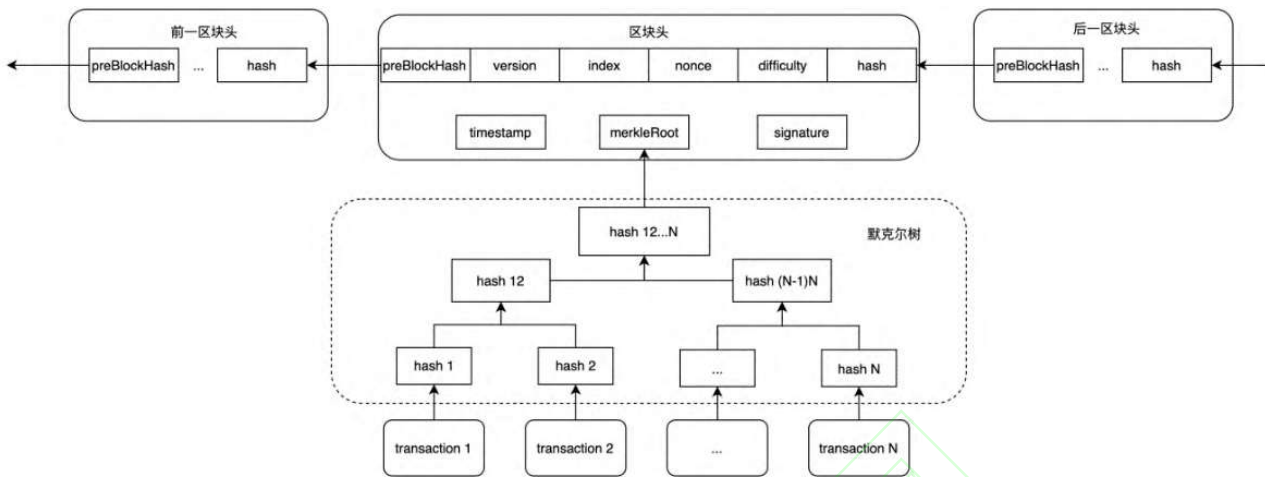 前一区块头
preBlockHash ... hash
区块头
preBlockHash version index nonce difficulty hash
timestamp merkleRoot signature
后一区块头
preBlockHash ... hash
默克尔树
hash 12...N
hash 12 hash (N-1)N
hash 1 hash 2 ... hash N
transaction 1 transaction 2 ... transaction N